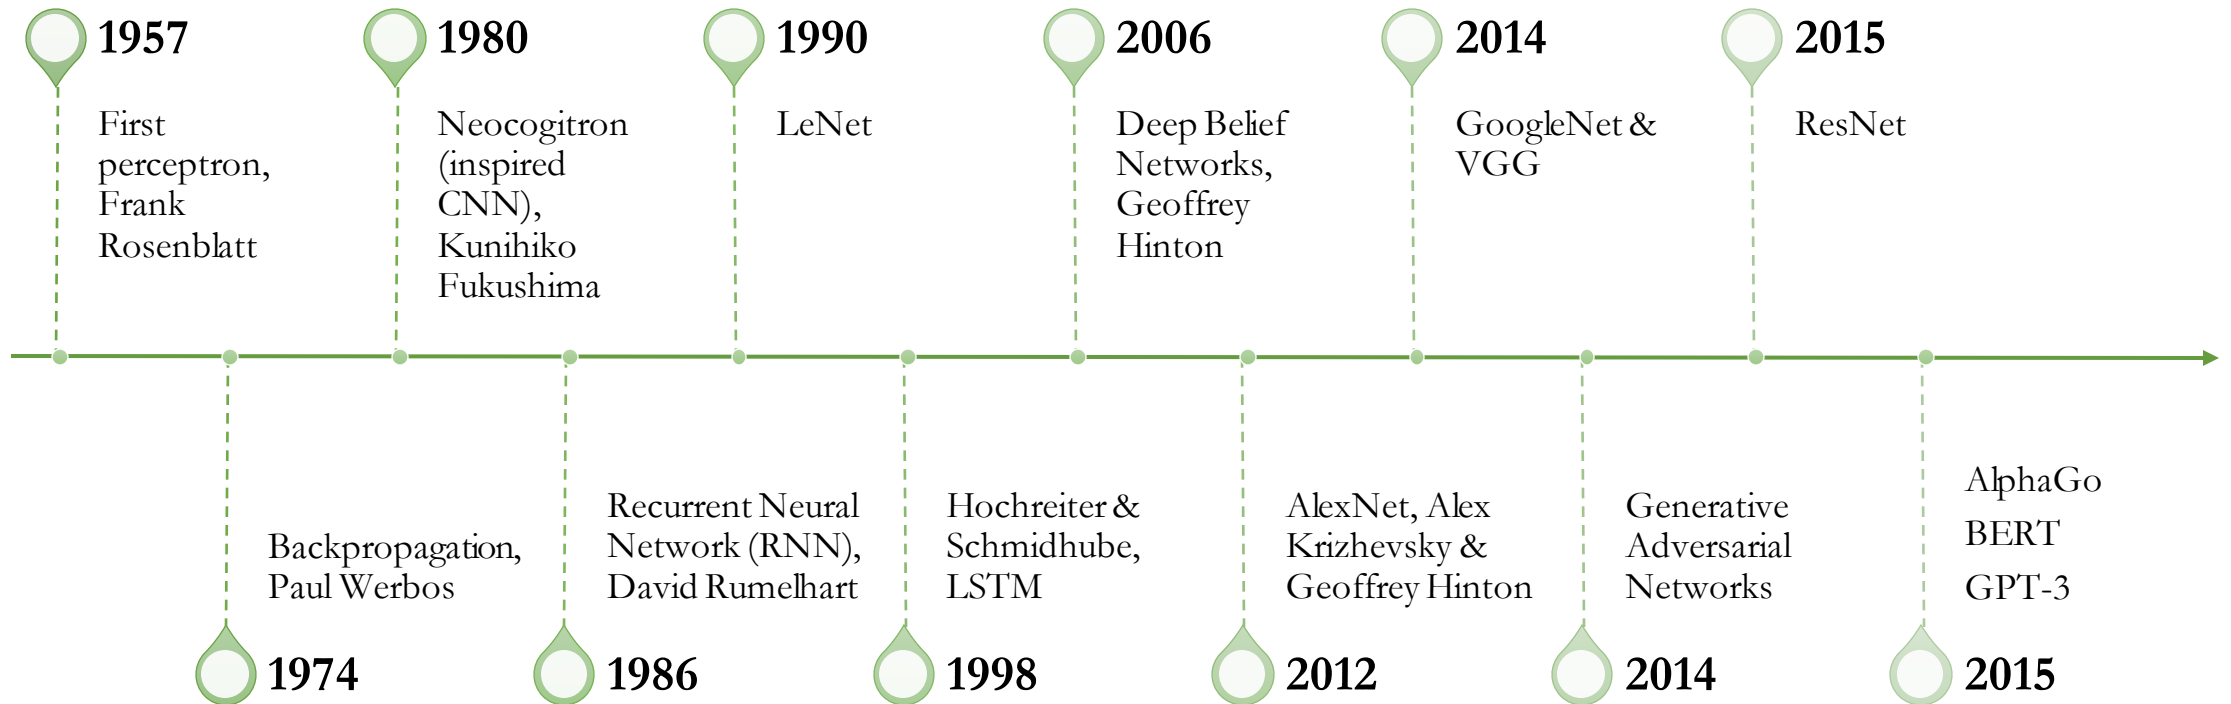 1957
First
perceptron,
Frank
Rosenblatt
1980
Neocogitron
(inspired
CNN),
Kunihiko
Fukushima
1990
LeNet
2006
Deep Belief
Networks,
Geoffrey
Hinton
2014
GoogleNet &
VGG
2015
ResNet
Backpropagation,
Paul Werbos
1974
Recurrent Neural
Network (RNN),
David Rumelhart
1986
Hochreiter &
Schmidhube,
LSTM
1998
AlexNet, Alex
Krizhevsky &
Geoffrey Hinton
2012
Generative
Adversarial
Networks
2014
AlphaGo
BERT
GPT-3
2015